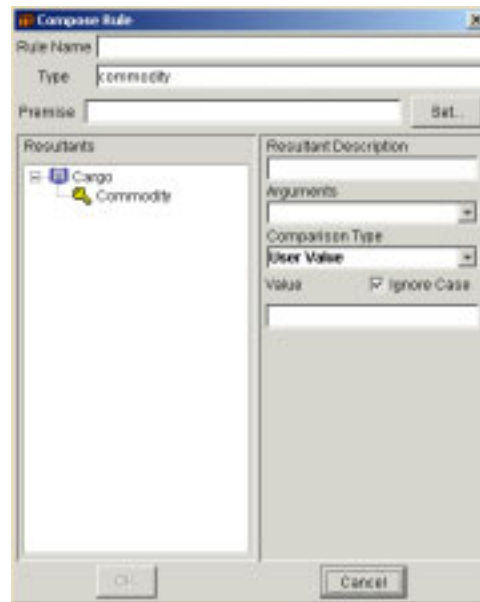 Compose Rule
Rule Name
Type commodity
Premise Set...
Resultants
Cargo
Commodity
Resultant Description
Arguments
Comparison Type
User Value
Value Ignore Case
OK
Cancel